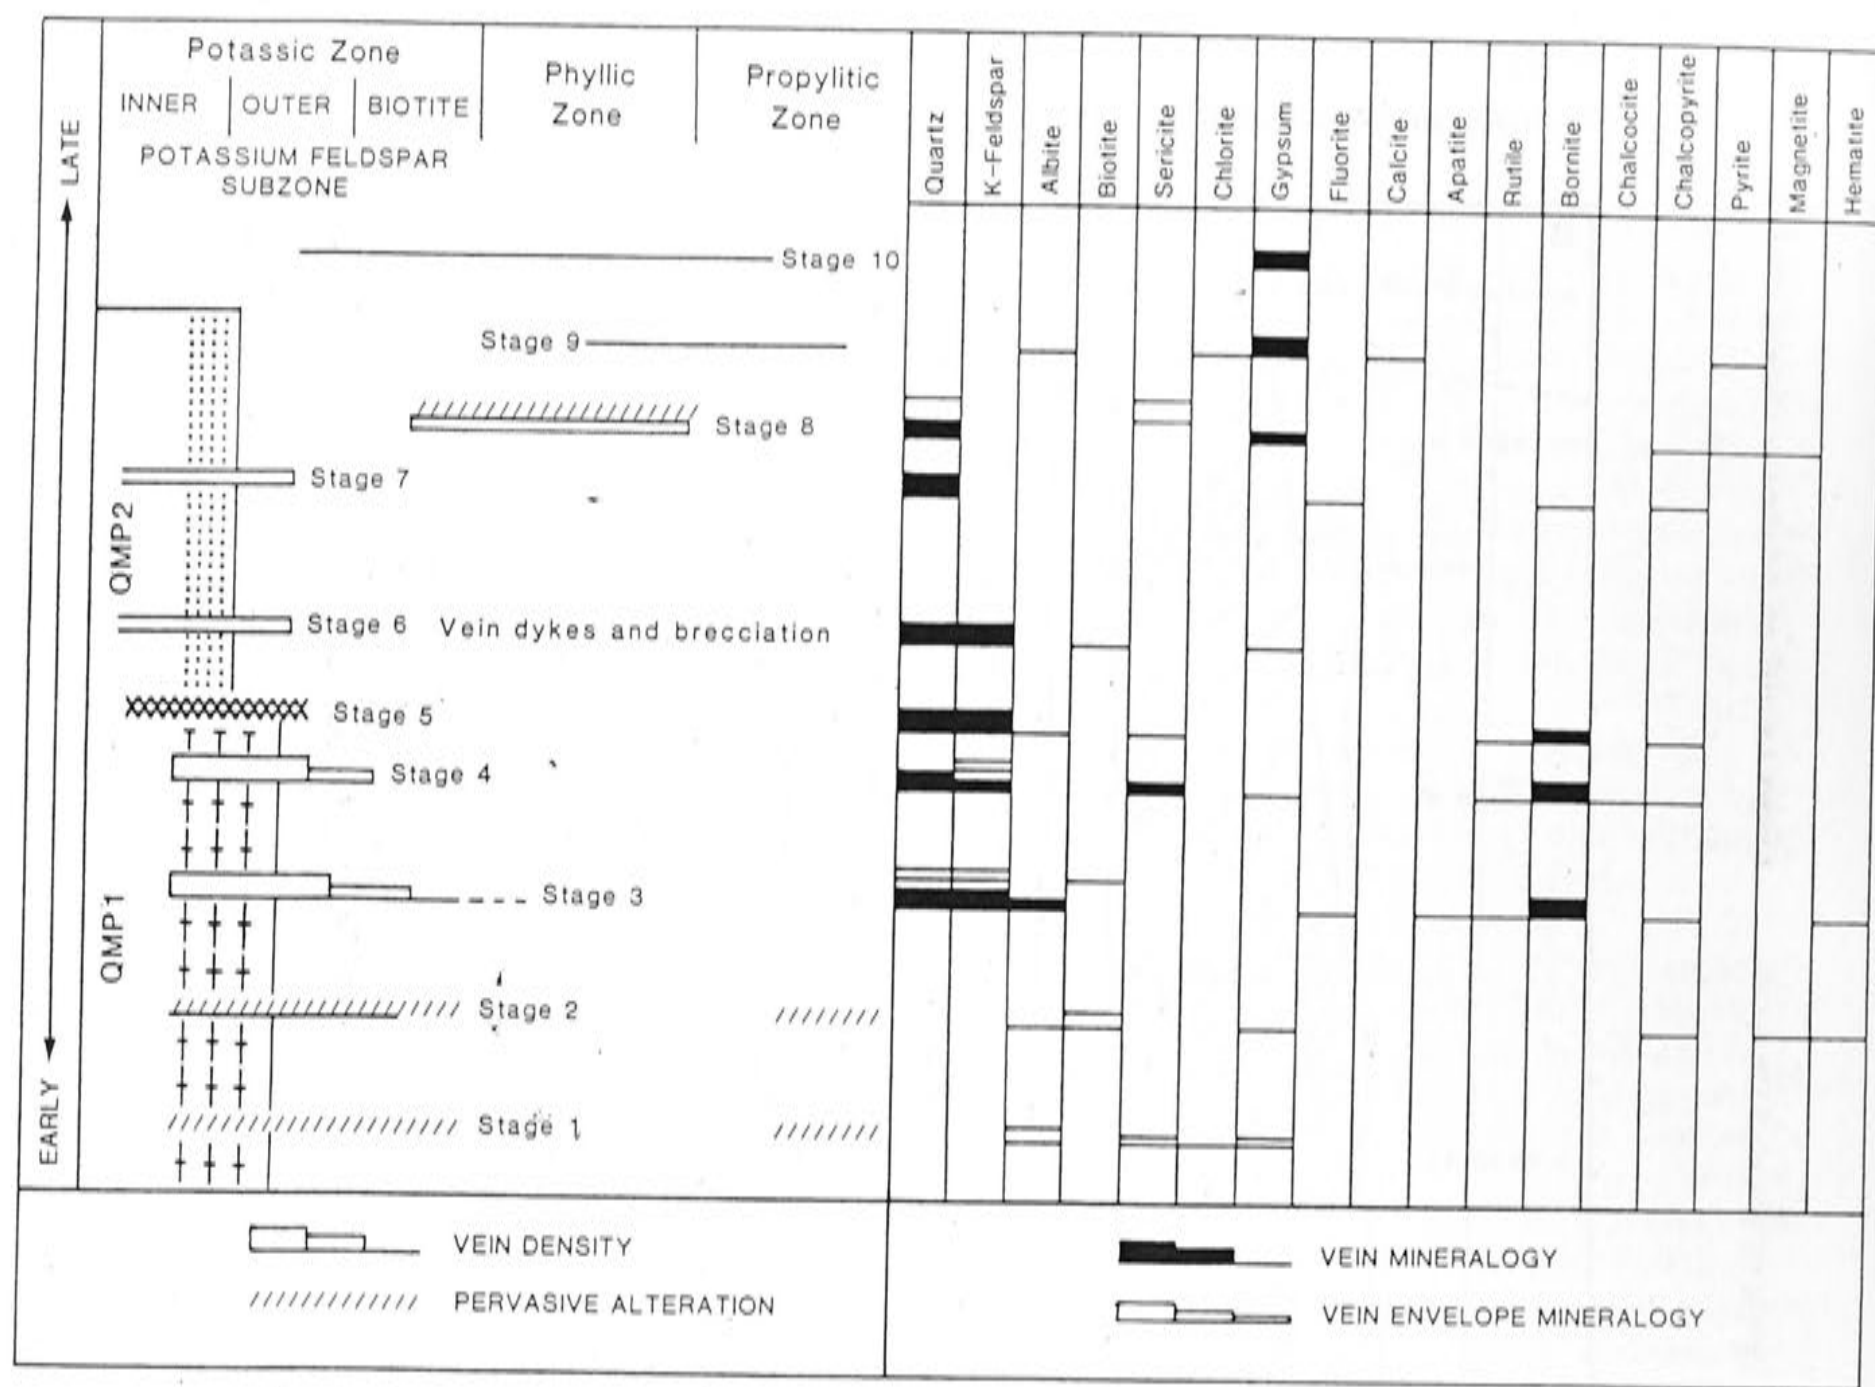 Potassic Zone
INNER
OUTER
BIOTITE
POTASSIUM FELDSPAR
SUBZONE
Phyllic
Zone
Propylitic
Zone
Quartz
K-Feldspar
Albite
Biotite
Sericite
Chlorite
Gypsum
Fluorite
Calcite
Apatite
Rutile
Bornite
Chalcocite
Chalcopyrite
Pyrite
Magnetite
Hematite
LATE
EARLY
Stage 10
Stage 9
Stage 8
Stage 7
QMP2
Stage 6 Vein dykes and brecciation
Stage 5
Stage 4
Stage 3
QMP1
Stage 2
Stage 1
VEIN DENSITY
PERVASIVE ALTERATION
VEIN MINERALOGY
VEIN ENVELOPE MINERALOGY